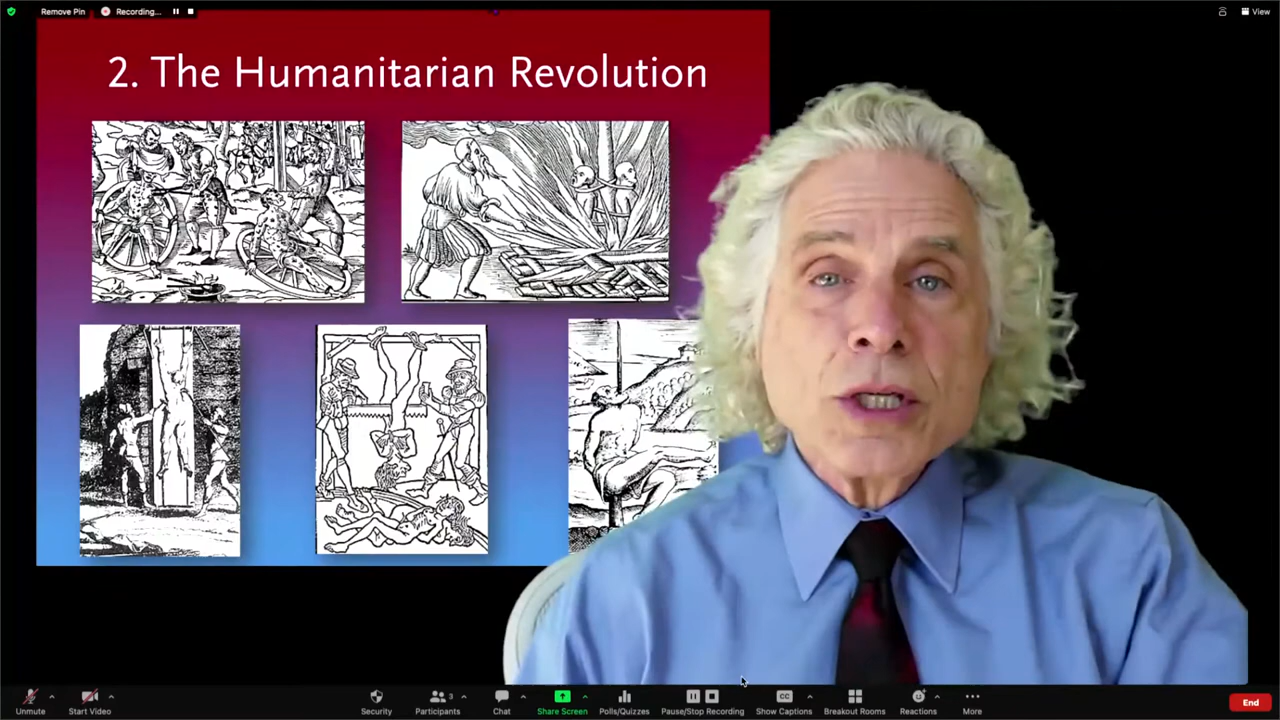 Remove Pin
Recording...
View
2. The Humanitarian Revolution
Unmute
Start Video
Security
3
Participants
Chat
Share Screen
Polls/Quizzes
Pause/Stop Recording
CC
Show Captions
Breakout Rooms
Reactions
More
End